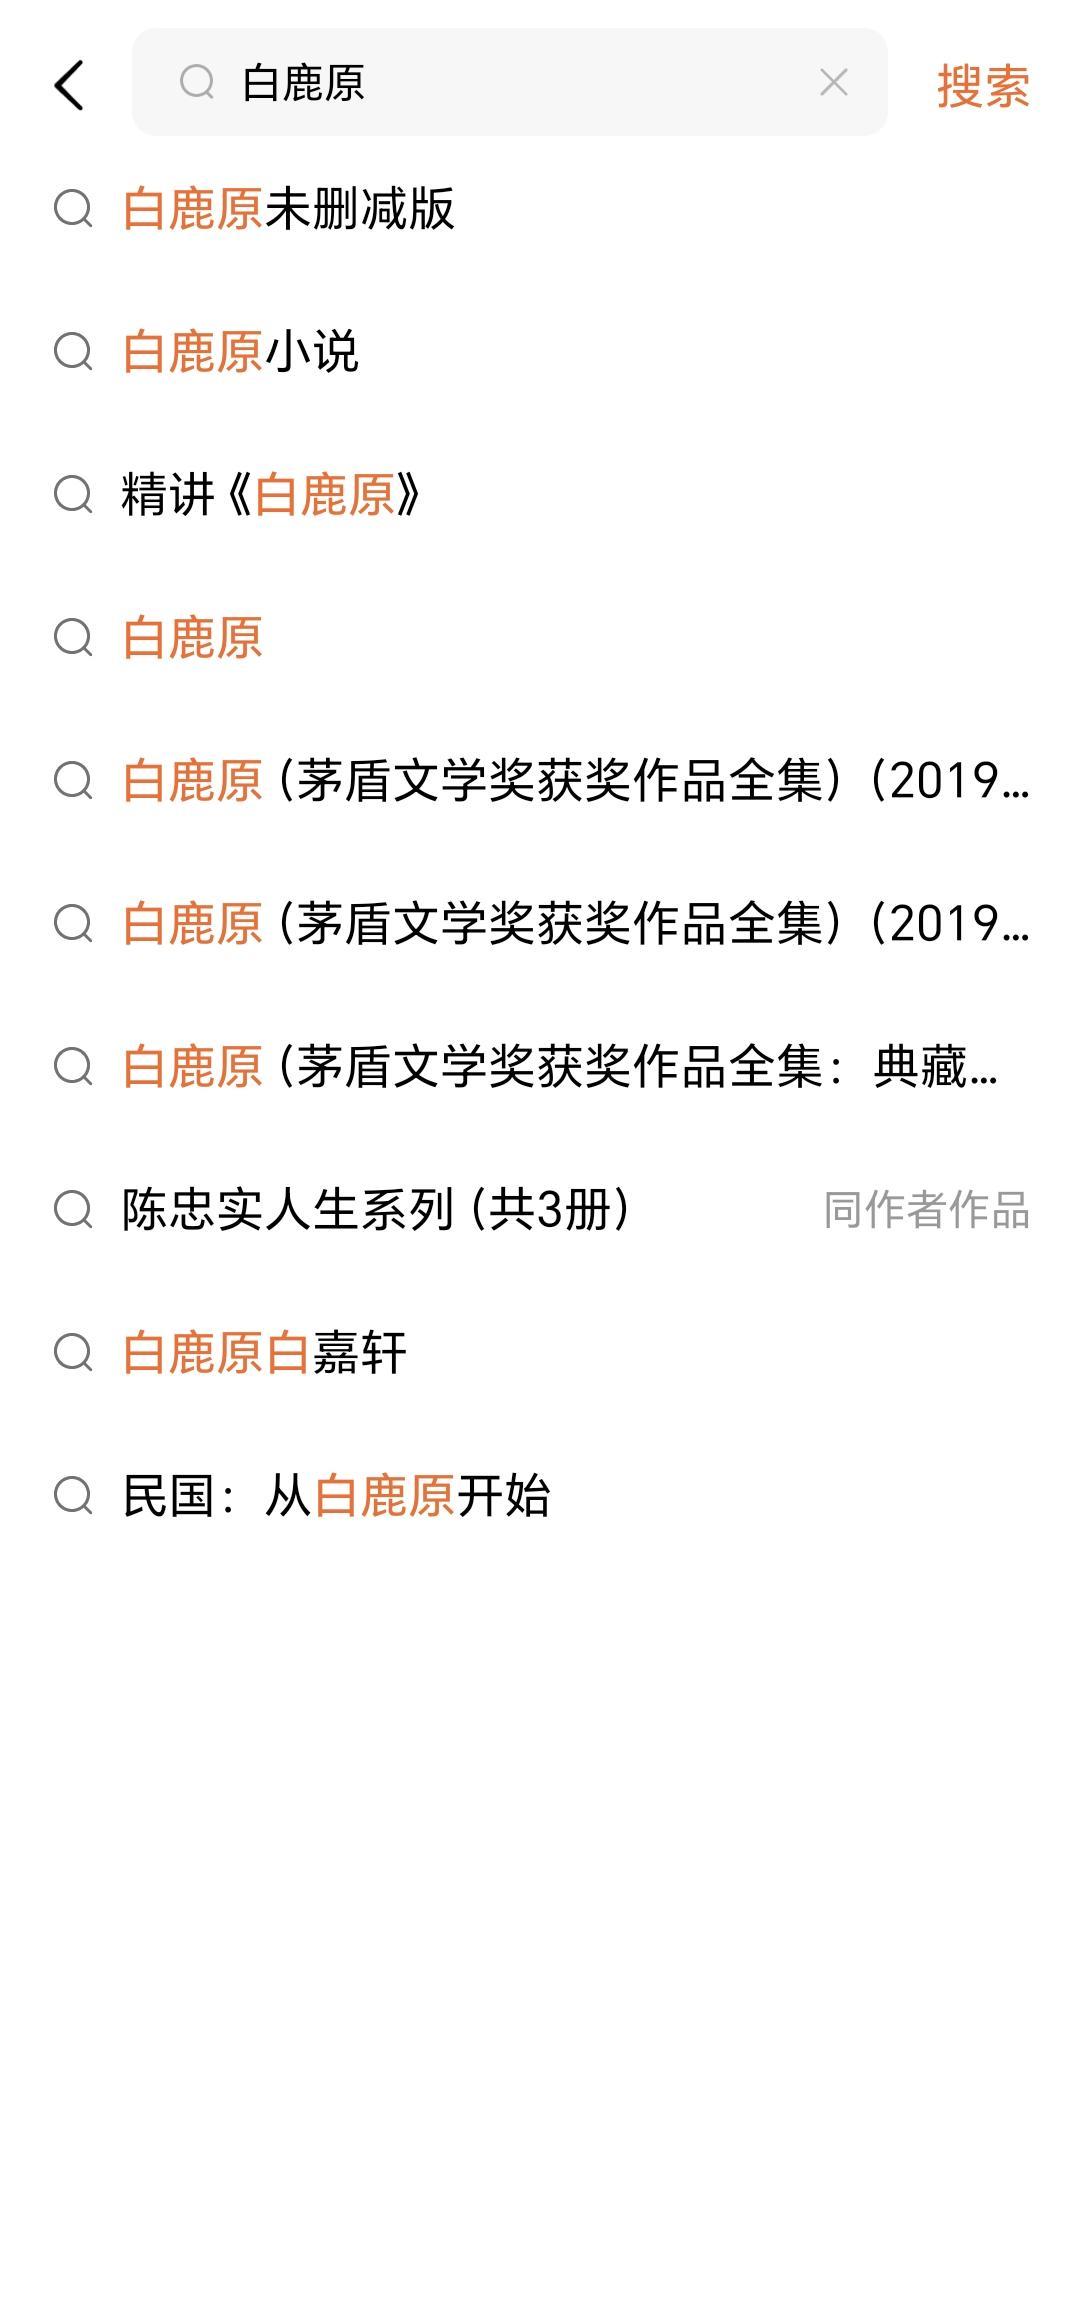 白鹿原
搜索
白鹿原未删减版
白鹿原小说
精讲《白鹿原》
白鹿原
白鹿原（茅盾文学奖获奖作品全集）（2019...
白鹿原（茅盾文学奖获奖作品全集）（2019...
白鹿原（茅盾文学奖获奖作品全集：典藏...
陈忠实人生系列（共3册） 同作者作品
白鹿原白嘉轩
民国：从白鹿原开始